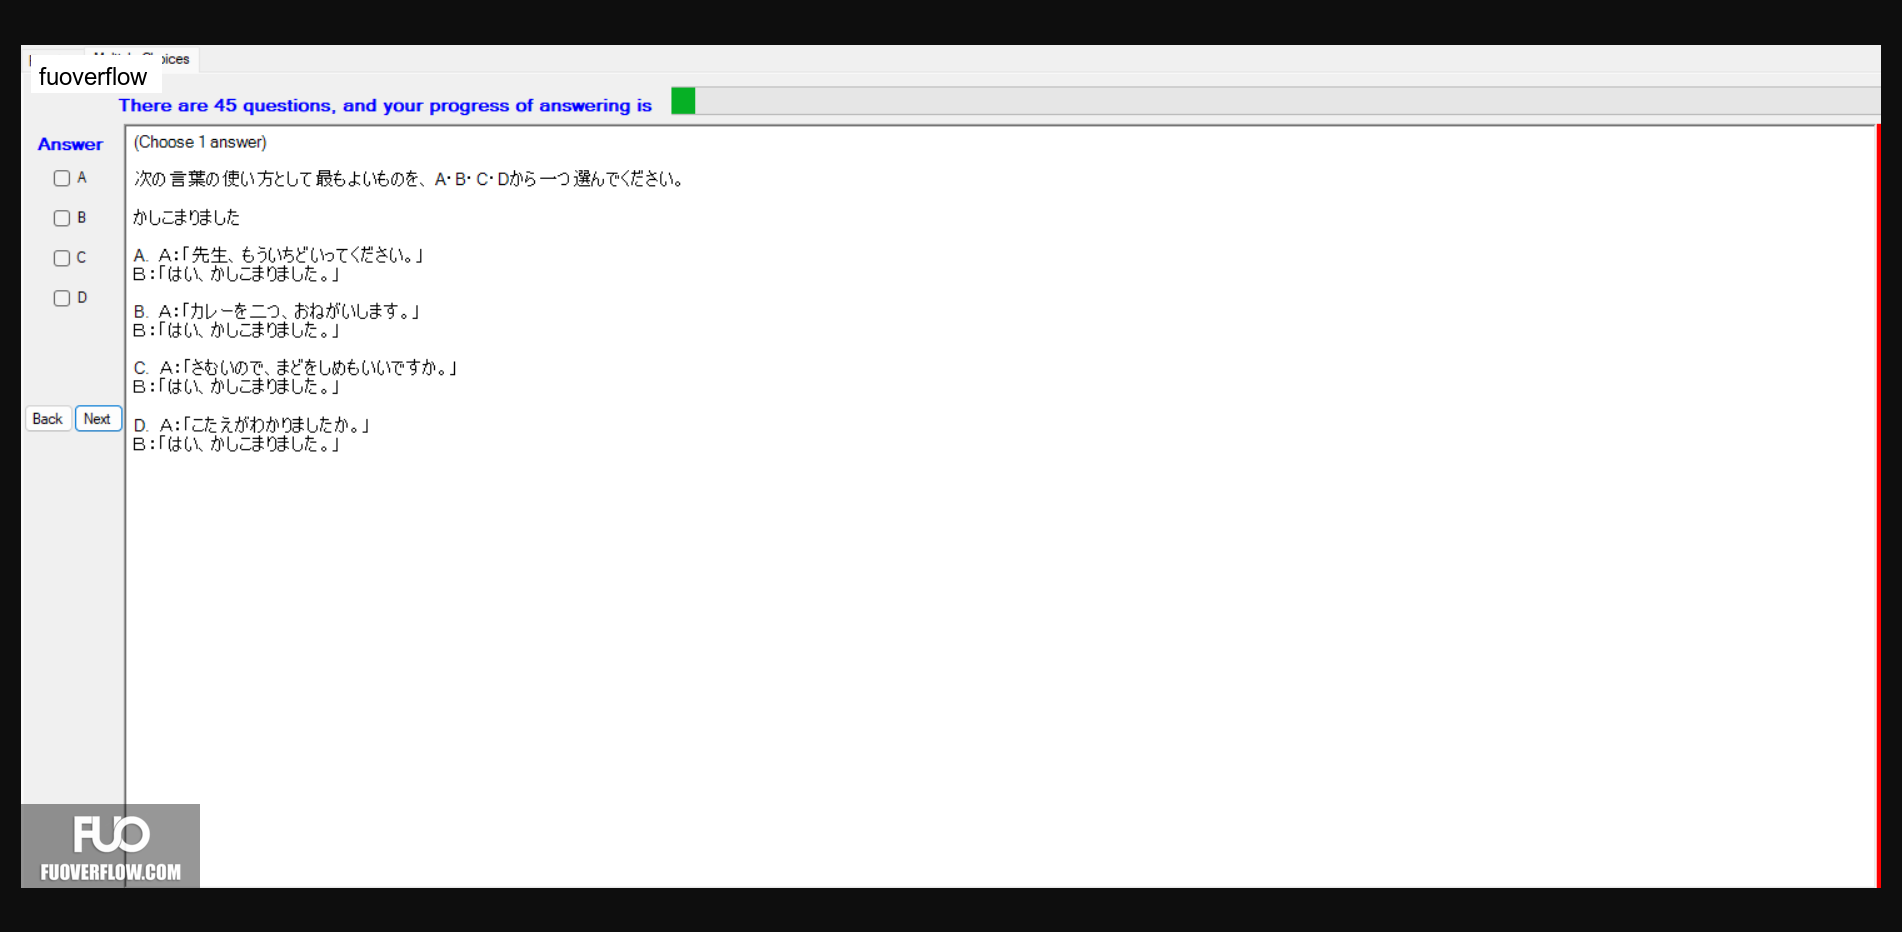 Choices
fuoverflow
There are 45 questions, and your progress of answering is
Answer
(Choose 1 answer)
A
次の言葉の使い方として最もよいものを、A・B・C・Dから一つ選んでください。
B
かしこまりました
C
A. A：「先生、もういちどいってください。」
B：「はい、かしこまりました。」
D
B. A：「カレーを二つ、おねがいします。」
B：「はい、かしこまりました。」
C. A：「さむいので、まどをしめもいいですか。」
B：「はい、かしこまりました。」
Back Next
D. A：「こたえがわかりましたか。」
B：「はい、かしこまりました。」
FUO
FUOVERFLOW.COM